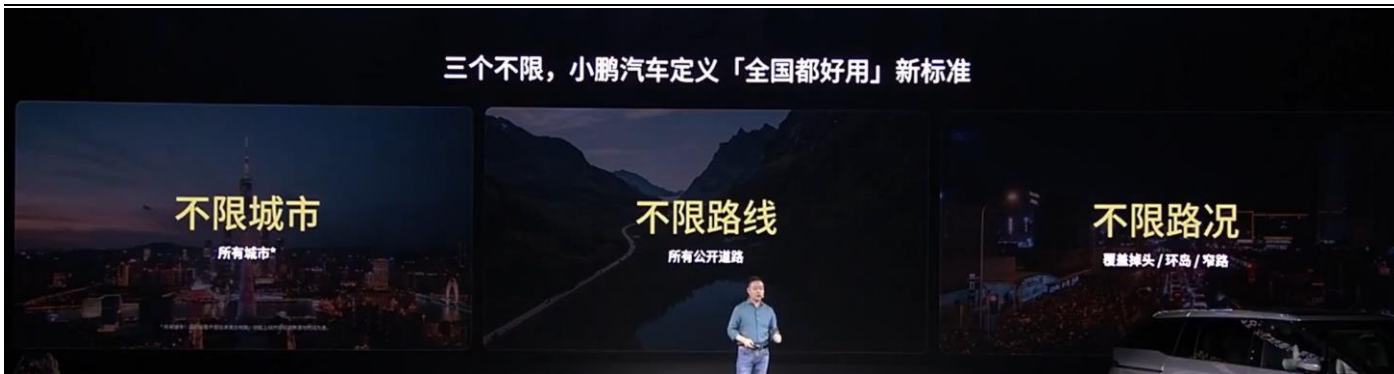 三个不限，小鹏汽车定义「全国都好用」新标准
不限城市
所有城市*
不限路线
所有公开道路
不限路况
覆盖掉头/环岛/窄路